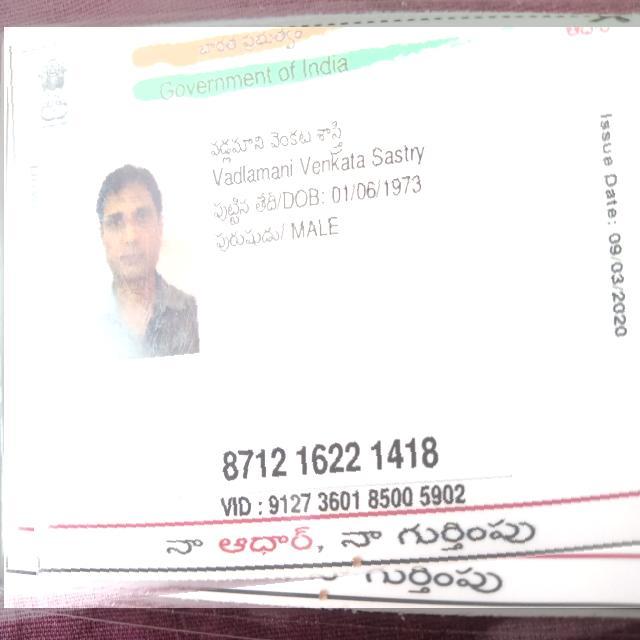 భారత ప్రభుత్వం
Government of India
ఆధార్
వడ్లమాని వెంకట శాస్త్రి
Vadlamani Venkata Sastry
పుట్టిన తేదీ/DOB: 01/06/1973
పురుషుడు/ MALE
Issue Date: 09/03/2020
8712 1622 1418
VID : 9127 3601 8500 5902
నా ఆధార్, నా గుర్తింపు
గుర్తింపు